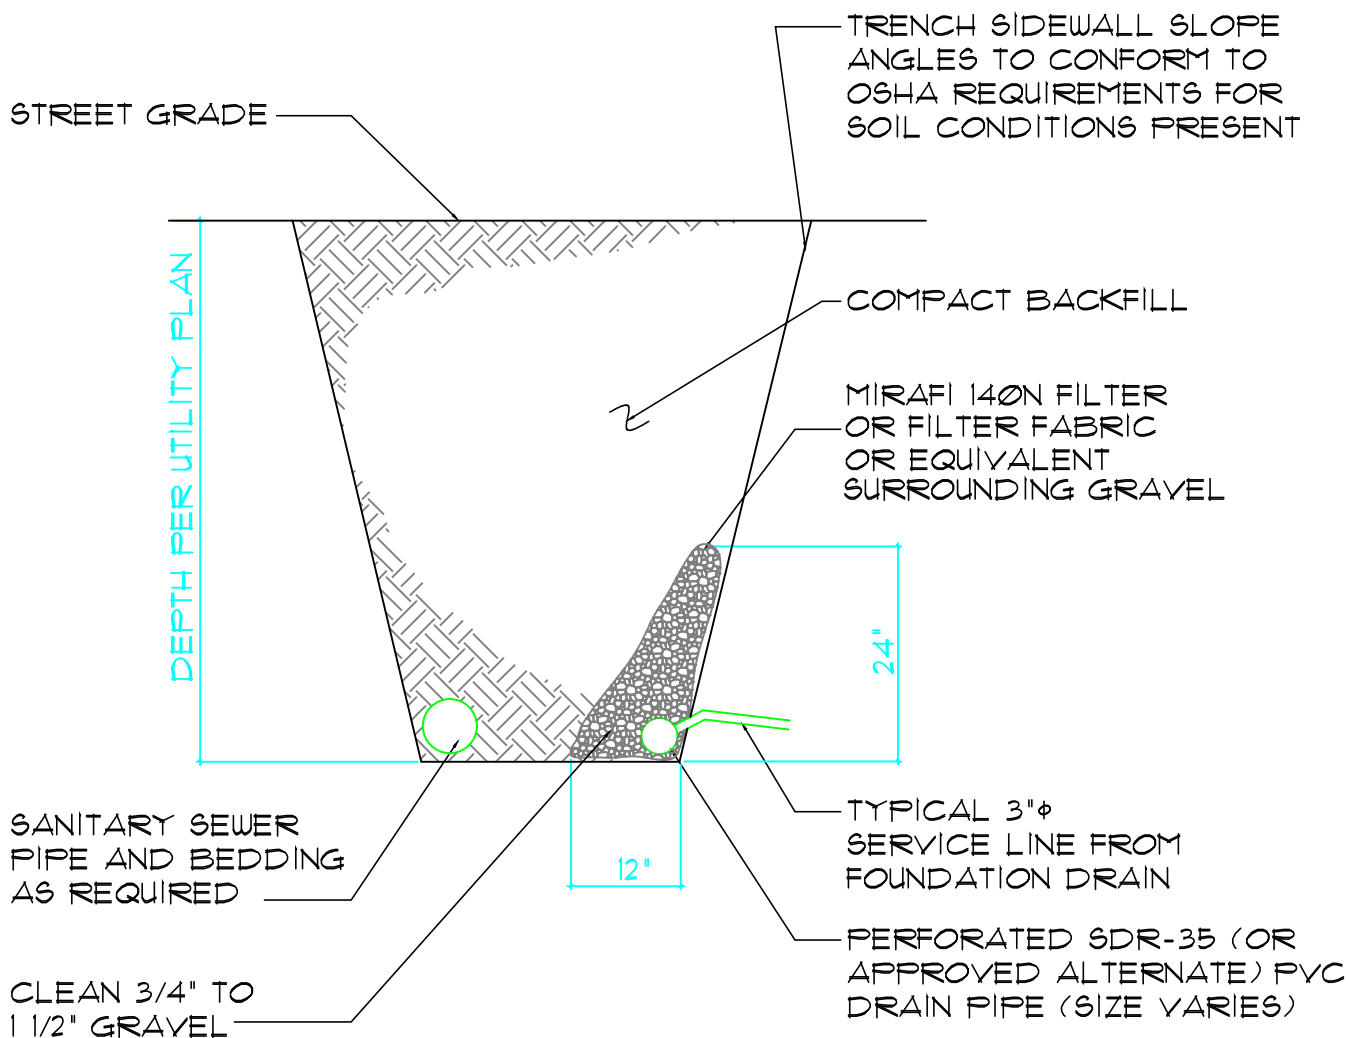 TRENCH SIDEWALL SLOPE
ANGLES TO CONFORM TO
OSHA REQUIREMENTS FOR
SOIL CONDITIONS PRESENT
STREET GRADE
DEPTH PER UTILITY PLAN
COMPACT BACKFILL
MIRAFI 140N FILTER
OR FILTER FABRIC
OR EQUIVALENT
SURROUNDING GRAVEL
24"
12"
SANITARY SEWER
PIPE AND BEDDING
AS REQUIRED
TYPICAL 3"ϕ
SERVICE LINE FROM
FOUNDATION DRAIN
PERFORATED SDR-35 (OR
APPROVED ALTERNATE) PVC
DRAIN PIPE (SIZE VARIES)
CLEAN 3/4" TO
1 1/2" GRAVEL